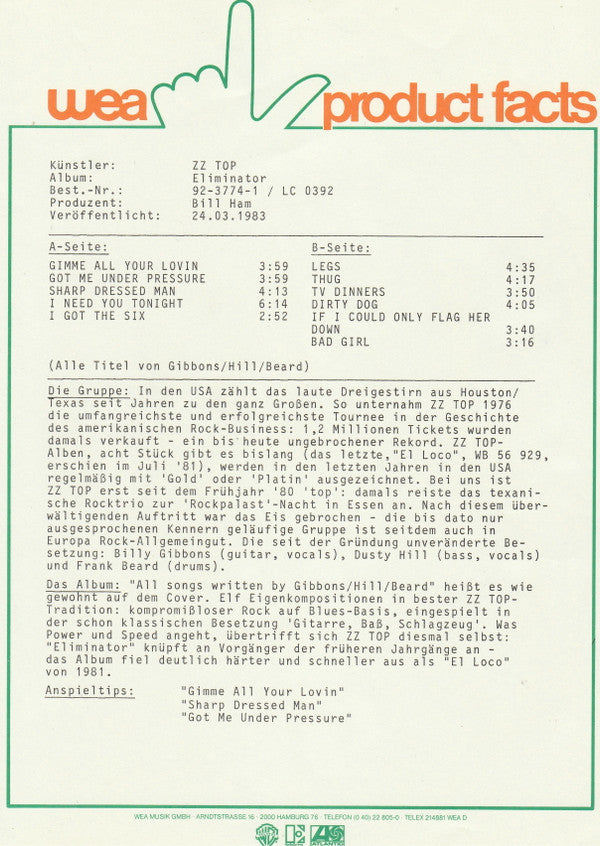 wea product facts
Künstler: ZZ TOP
Album: Eliminator
Best.-Nr.: 92-3774-1 / LC 0392
Produzent: Bill Ham
Veröffentlicht: 24.03.1983
A-Seite: B-Seite:
GIMME ALL YOUR LOVIN 3:59 LEGS 4:35
GOT ME UNDER PRESSURE 3:59 THUG 4:17
SHARP DRESSED MAN 4:13 TV DINNERS 3:50
I NEED YOU TONIGHT 6:14 DIRTY DOG 4:05
I GOT THE SIX 2:52 IF I COULD ONLY FLAG HER
DOWN 3:40
BAD GIRL 3:16
(Alle Titel von Gibbons/Hill/Beard)
Die Gruppe: In den USA zählt das laute Dreigestirn aus Houston/
Texas seit Jahren zu den ganz Großen. So unternahm ZZ TOP 1976
die umfangreichste und erfolgreichste Tournee in der Geschichte
des amerikanischen Rock-Business: 1,2 Millionen Tickets wurden
damals verkauft - ein bis heute ungebrochener Rekord. ZZ TOP-
Alben, acht Stück gibt es bislang (das letzte,"El Loco", WB 56 929,
erschien im Juli '81), werden in den letzten Jahren in den USA
regelmäßig mit 'Gold' oder 'Platin' ausgezeichnet. Bei uns ist
ZZ TOP erst seit dem Frühjahr '80 'top': damals reiste das texani-
sche Rocktrio zur 'Rockpalast'-Nacht in Essen an. Nach diesem über-
wältigenden Auftritt war das Eis gebrochen - die bis dato nur
ausgesprochenen Kennern geläufige Gruppe ist seitdem auch in
Europa Rock-Allgemeingut. Die seit der Gründung unveränderte Be-
setzung: Billy Gibbons (guitar, vocals), Dusty Hill (bass, vocals)
und Frank Beard (drums).
Das Album: "All songs written by Gibbons/Hill/Beard" heißt es wie
gewohnt auf dem Cover. Elf Eigenkompositionen in bester ZZ TOP-
Tradition: kompromißloser Rock auf Blues-Basis, eingespielt in
der schon klassischen Besetzung 'Gitarre, Baß, Schlagzeug'. Was
Power und Speed angeht, übertrifft sich ZZ TOP diesmal selbst:
"Eliminator" knüpft an Vorgänger der früheren Jahrgänge an -
das Album fiel deutlich härter und schneller aus als "El Loco"
von 1981.
Anspieltips: "Gimme All Your Lovin"
"Sharp Dressed Man"
"Got Me Under Pressure"
WEA MUSIK GMBH · ARNDTSTRASSE 16 · 2000 HAMBURG 76 · TELEFON (0 40) 22 805-0 · TELEX 214981 WEA D
ATLANTIC